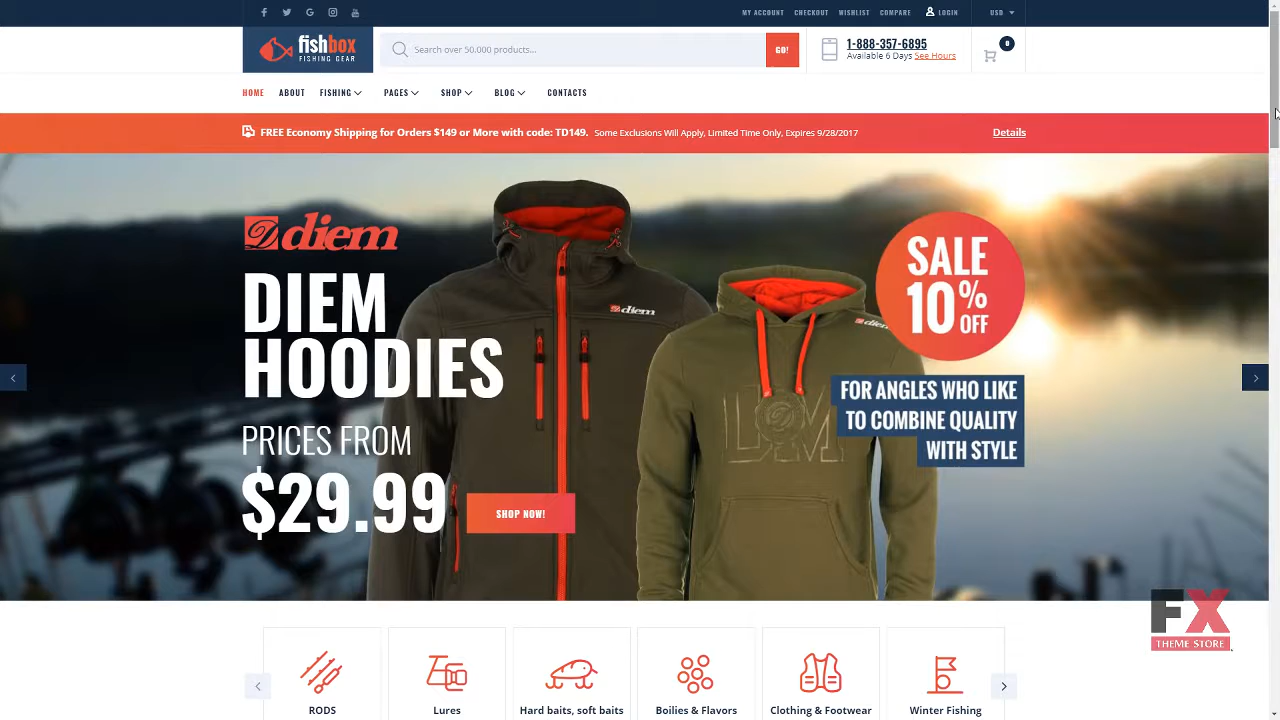 MY ACCOUNT CHECKOUT WISHLIST COMPARE LOGIN USD
fishbox
FISHING GEAR
Search over 50.000 products...
GO!
1-888-357-6895
Available 6 Days See Hours
0
HOME ABOUT FISHING PAGES SHOP BLOG CONTACTS
FREE Economy Shipping for Orders $149 or More with code: TD149. Some Exclusions Will Apply, Limited Time Only, Expires 9/28/2017 Details
diem
DIEM
HOODIES
PRICES FROM
$29.99
SHOP NOW!
diem
diem
SALE
10%
OFF
FOR ANGLES WHO LIKE
TO COMBINE QUALITY
WITH STYLE
FX
THEME STORE
RODS Lures Hard baits, soft baits Boilies & Flavors Clothing & Footwear Winter Fishing